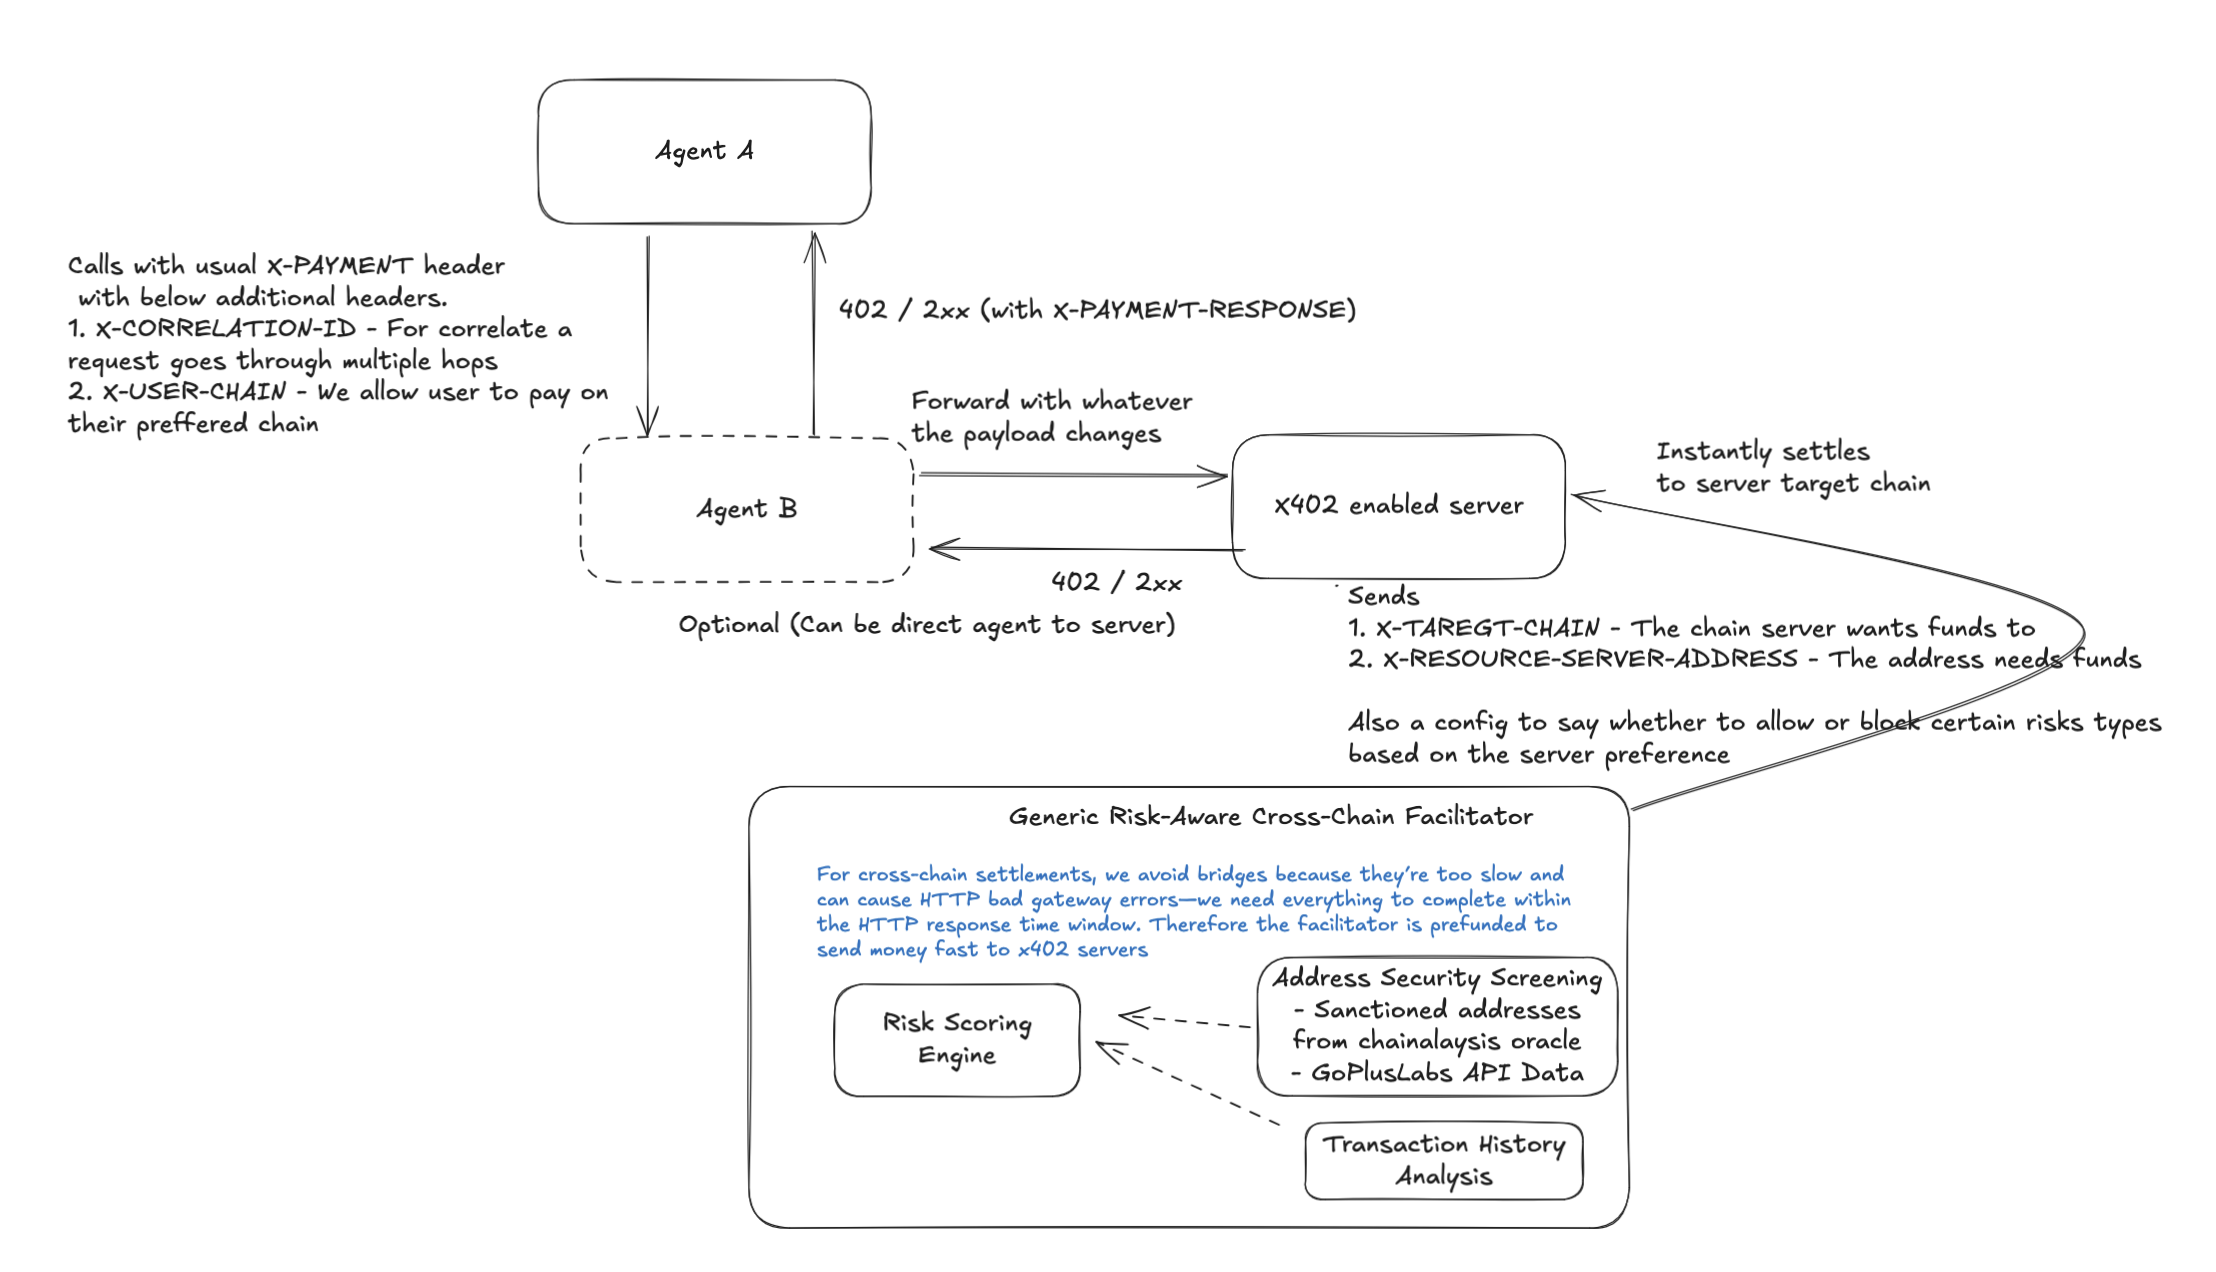 Agent A
Calls with usual X-PAYMENT header
with below additional headers.
1. X-CORRELATION-ID - For correlate a
request goes through multiple hops
2. X-USER-CHAIN - We allow user to pay on
their preffered chain
402 / 2xx (with X-PAYMENT-RESPONSE)
Forward with whatever
the payload changes
Agent B
x402 enabled server
Instantly settles
to server target chain
402 / 2xx
Optional (Can be direct agent to server)
Sends
1. X-TAREGT-CHAIN - The chain server wants funds to
2. X-RESOURCE-SERVER-ADDRESS - The address needs funds
Also a config to say whether to allow or block certain risks types
based on the server preference
Generic Risk-Aware Cross-Chain Facilitator
For cross-chain settlements, we avoid bridges because they're too slow and
can cause HTTP bad gateway errors—we need everything to complete within
the HTTP response time window. Therefore the facilitator is prefunded to
send money fast to x402 servers
Risk Scoring
Engine
Address Security Screening
- Sanctioned addresses
from chainalaysis oracle
- GoPlusLabs API Data
Transaction History
Analysis